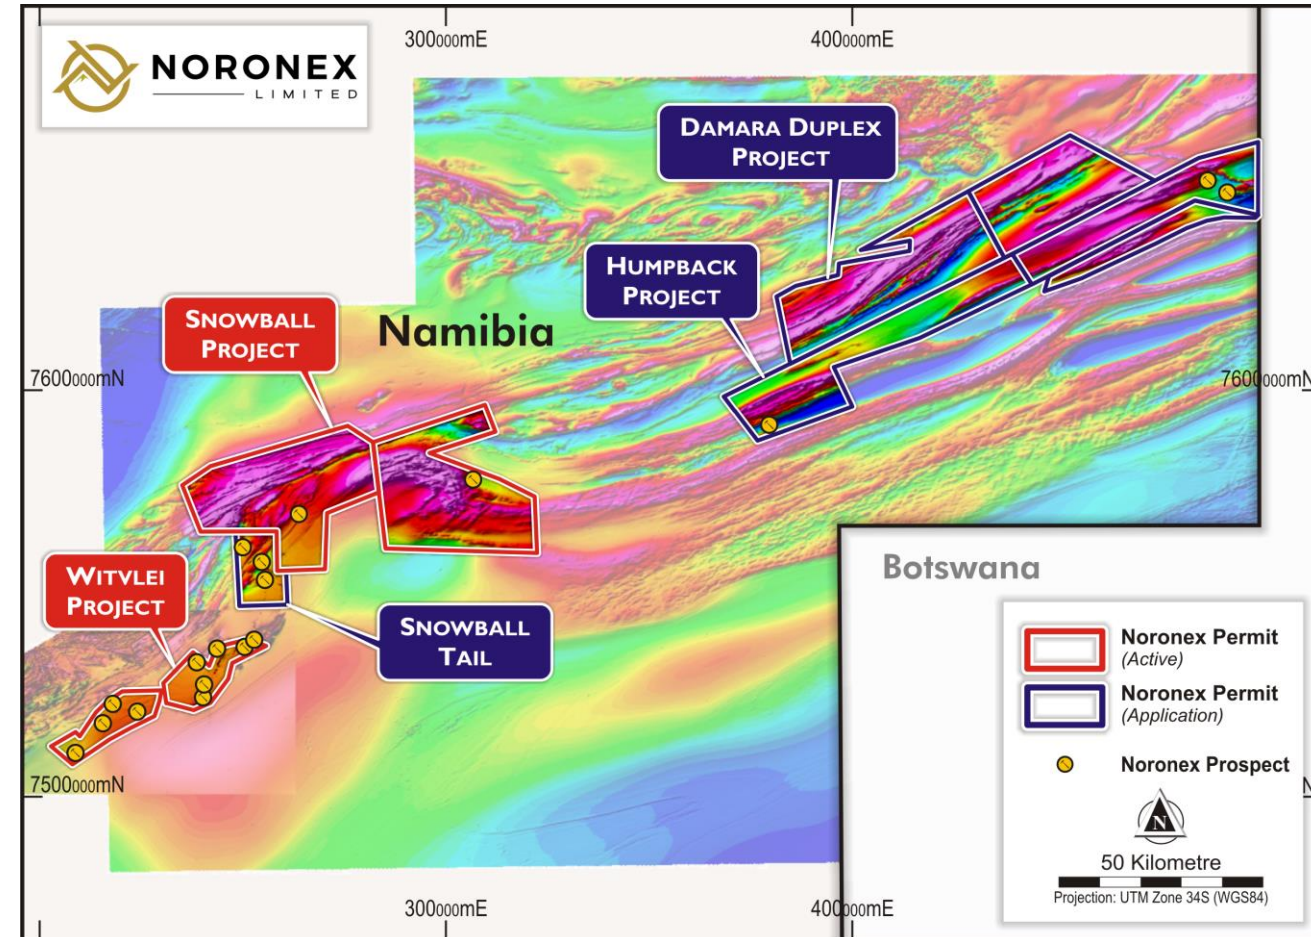 300000mE
400000mE
NORONEX
LIMITED
DAMARA DUPLEX
PROJECT
HUMPBACK
PROJECT
SNOWBALL
PROJECT
Namibia
7600000mN
7600000mN
WITVLEI
PROJECT
SNOWBALL
TAIL
Botswana
Noronex Permit
(Active)
Noronex Permit
(Application)
Noronex Prospect
7500000mN
N
N
50 Kilometre
Projection: UTM Zone 34S (WGS84)
300000mE
400000mE